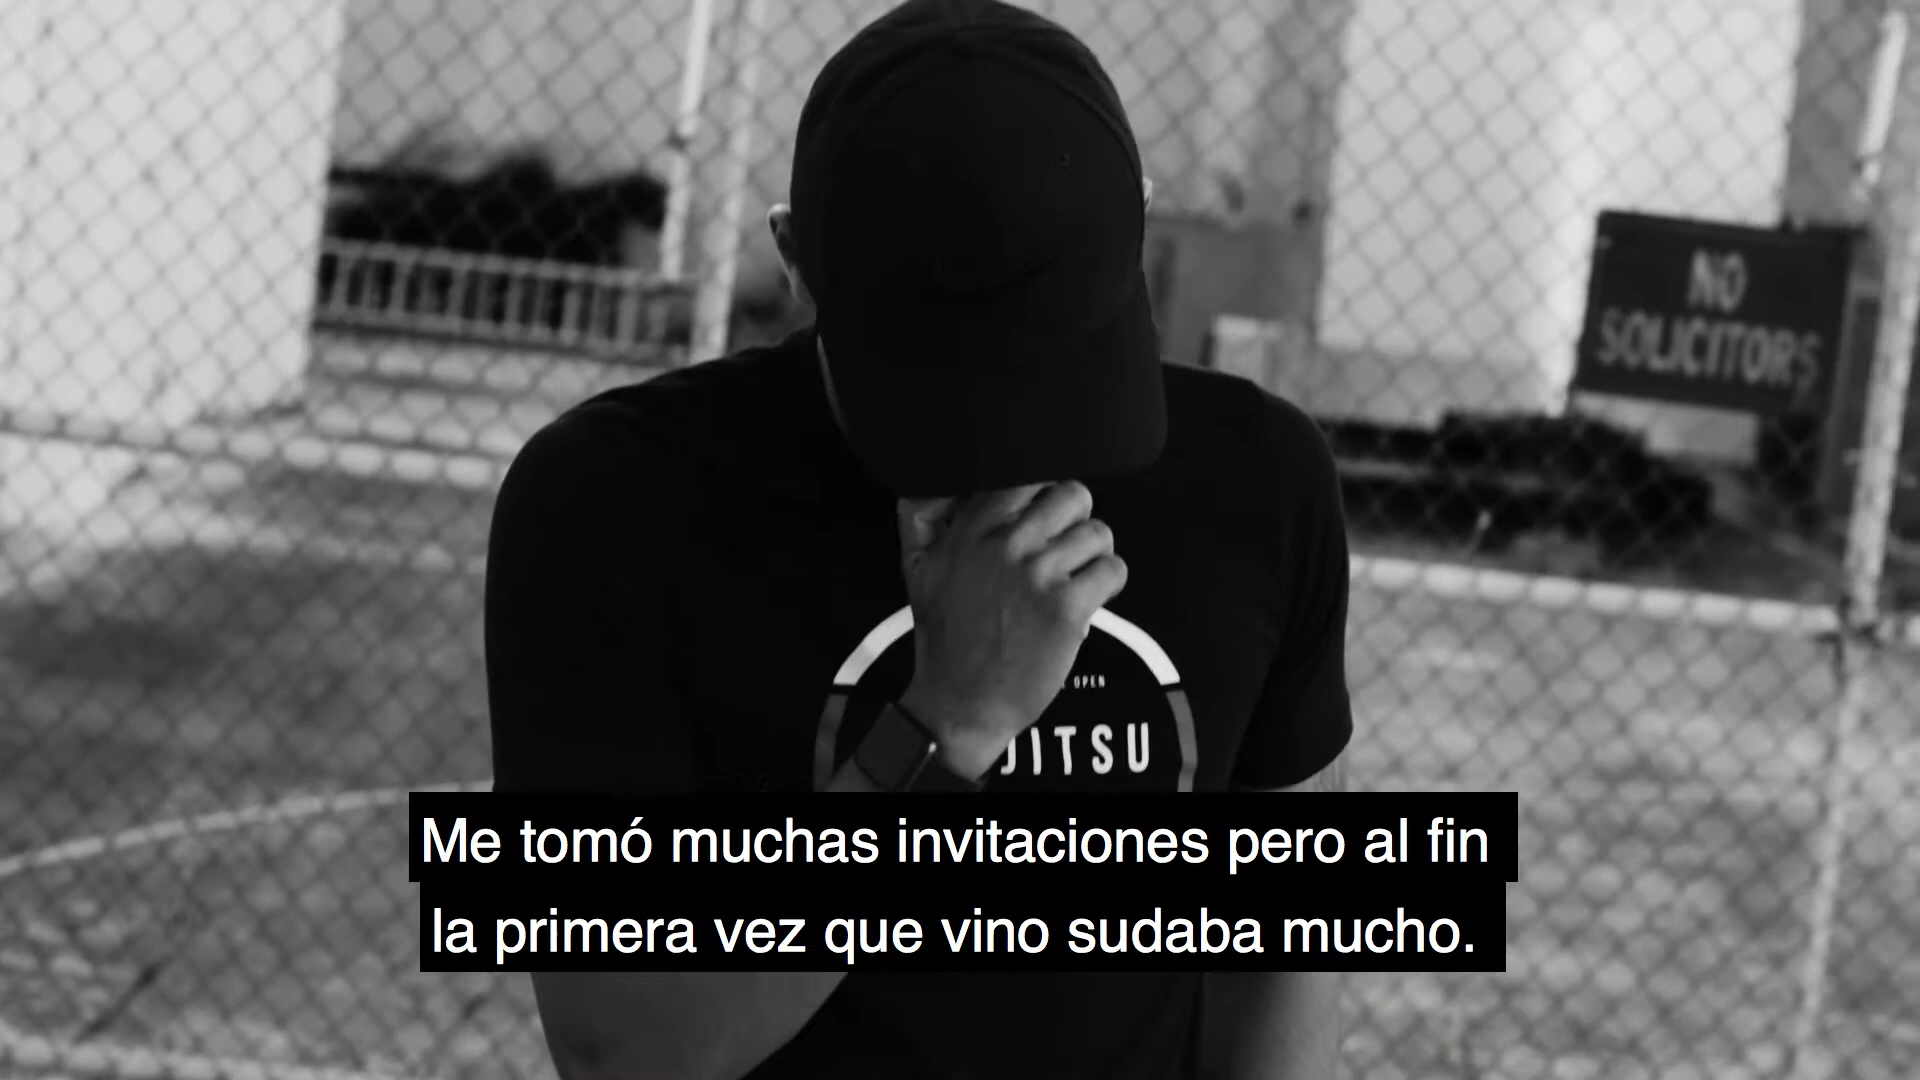 NO
SOLICITORS
OPEN
JITSU
Me tomó muchas invitaciones pero al fin
la primera vez que vino sudaba mucho.